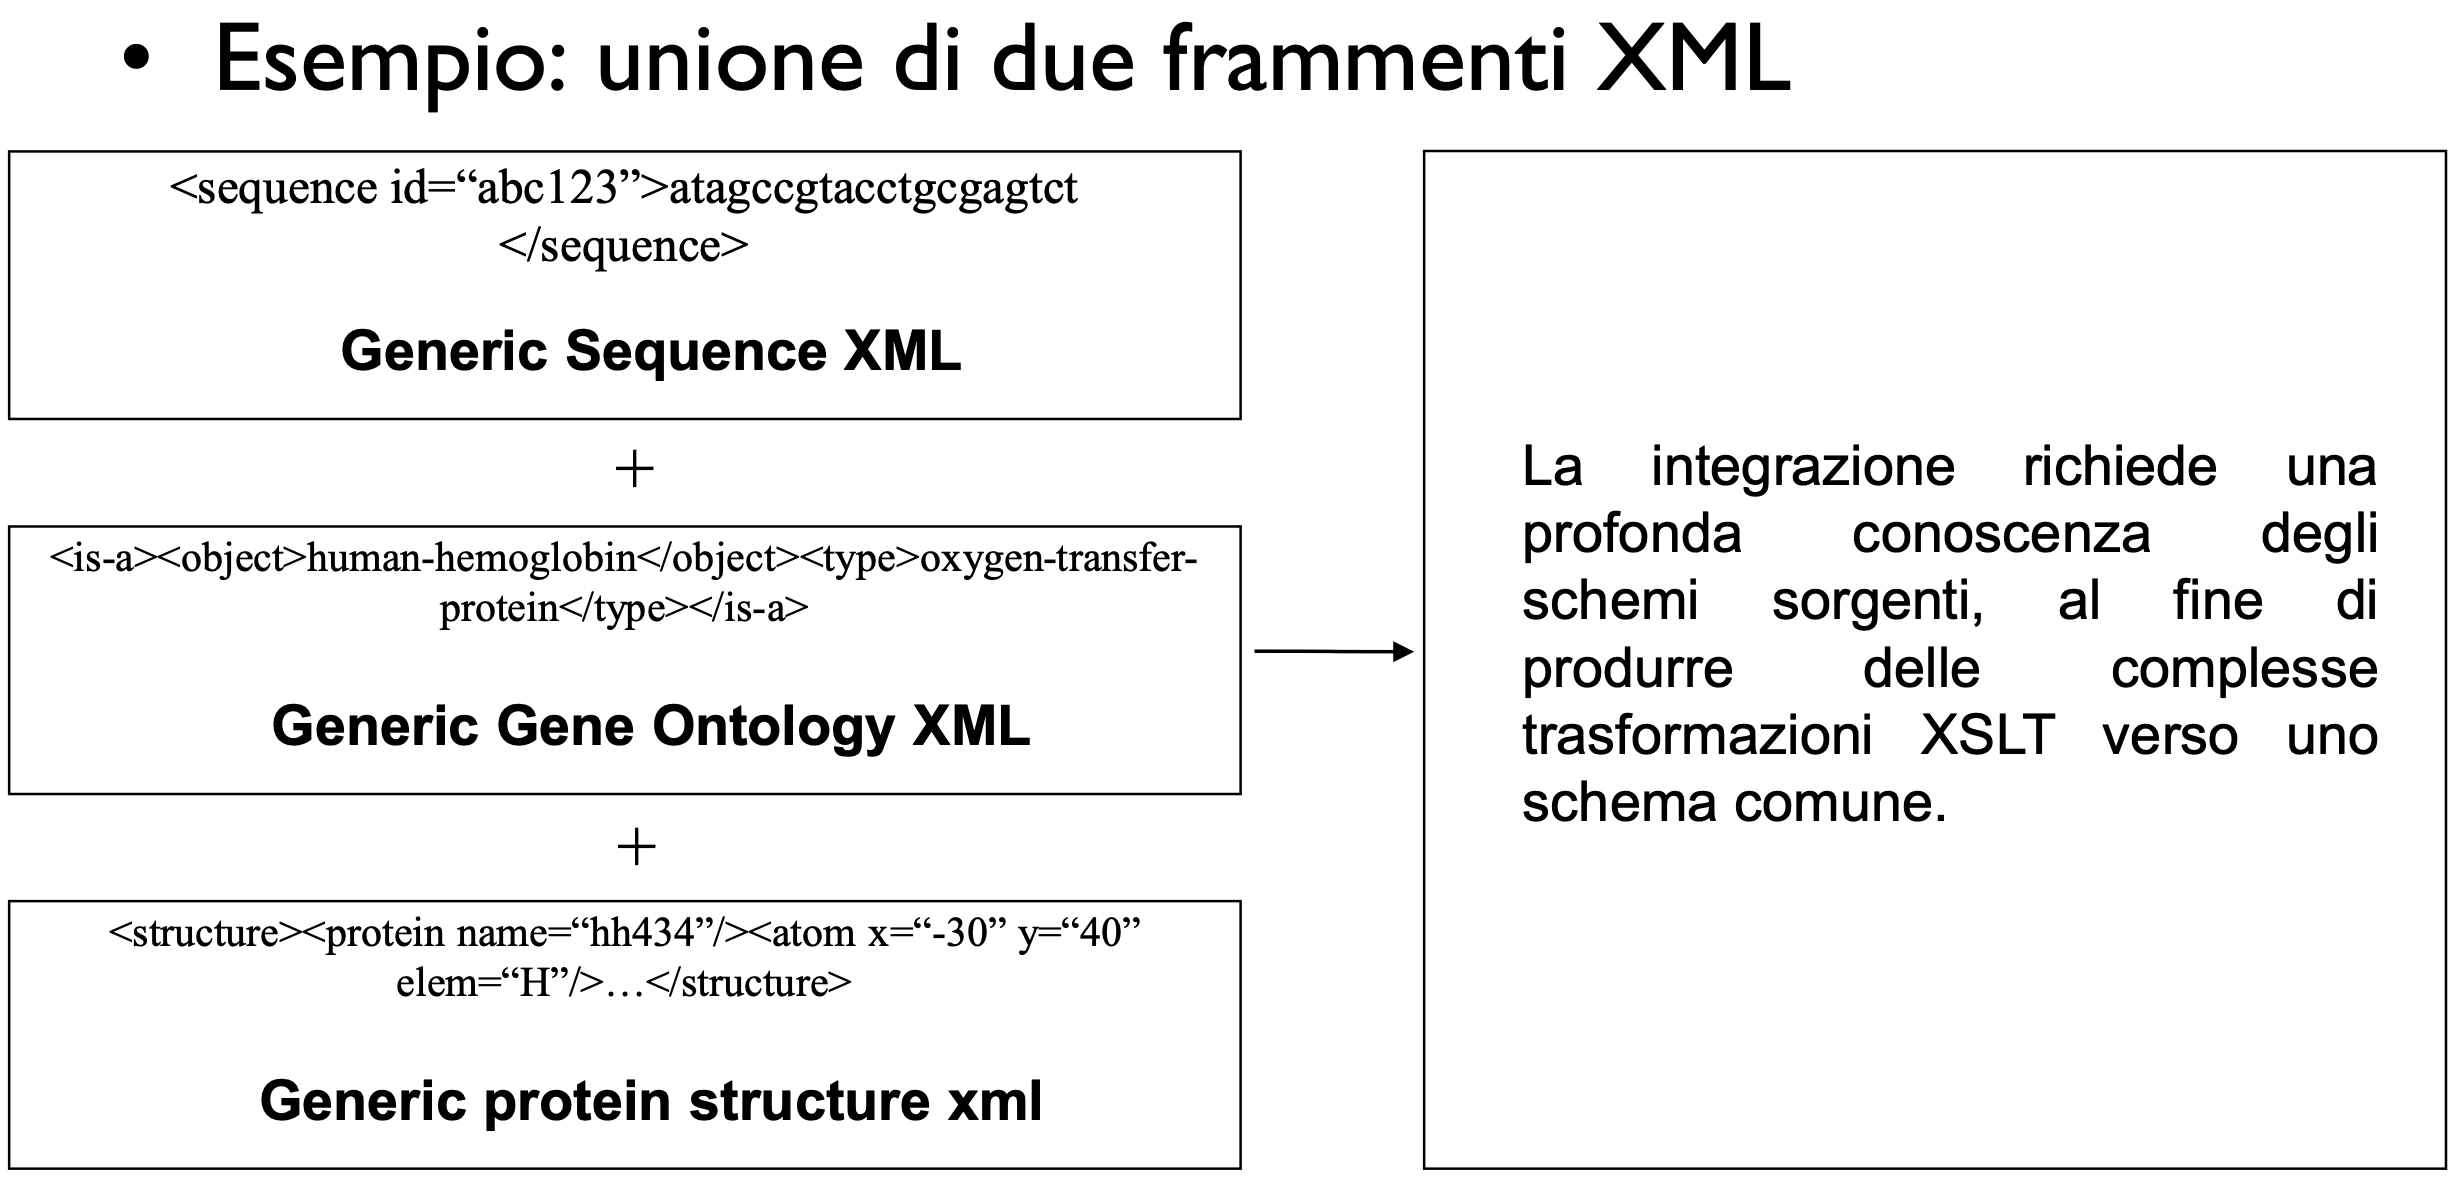 • Esempio: unione di due frammenti XML
<sequence id=“abc123”>atagccgtacctgcgagtct
</sequence>
Generic Sequence XML
+
<is-a><object>human-hemoglobin</object><type>oxygen-transfer-
protein</type></is-a>
Generic Gene Ontology XML
+
<structure><protein name=“hh434”/><atom x=“-30” y=“40”
elem=“H”/>…</structure>
Generic protein structure xml
La integrazione richiede una
profonda conoscenza degli
schemi sorgenti, al fine di
produrre delle complesse
trasformazioni XSLT verso uno
schema comune.